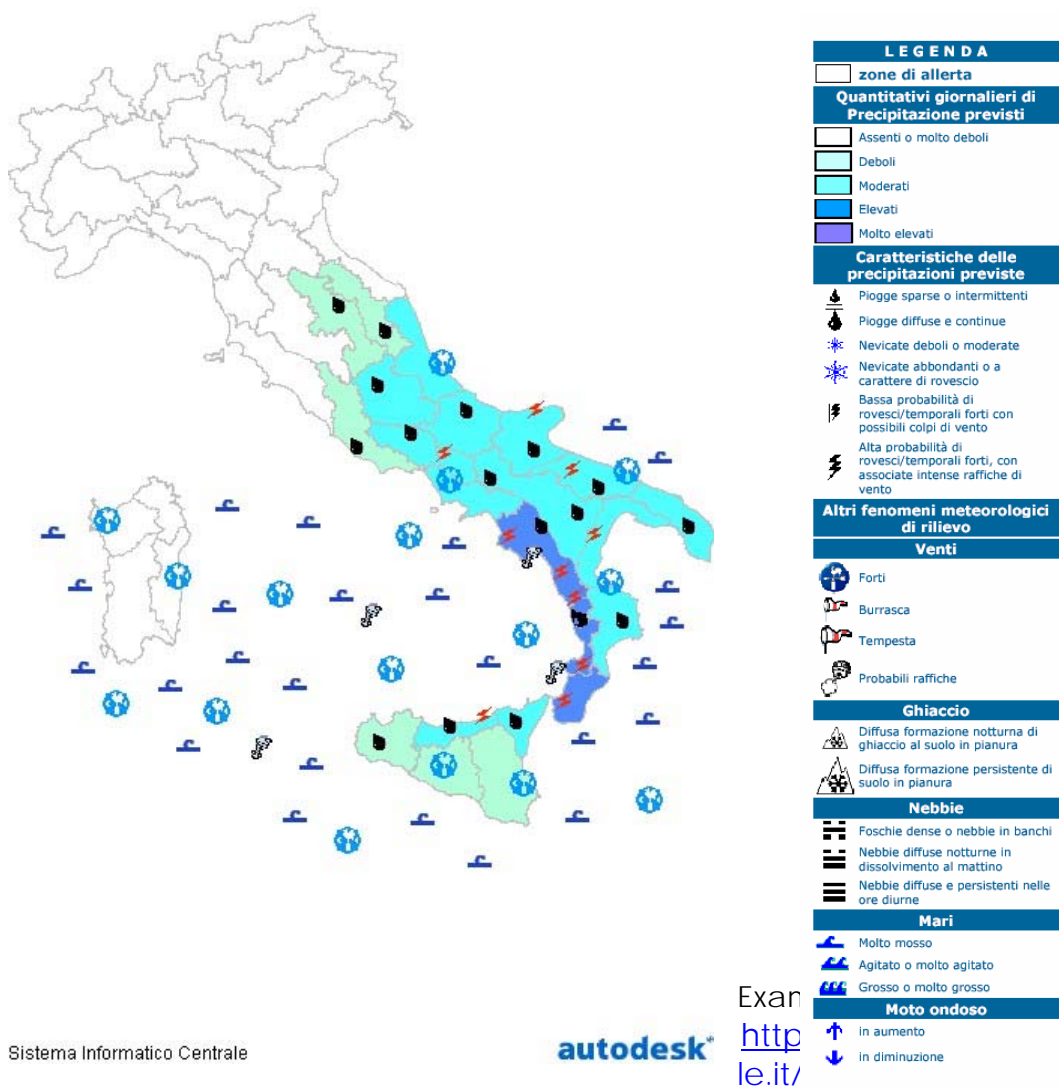 LEGENDA
zone di allerta
Quantitativi giornalieri di
Precipitazione previsti
Assenti o molto deboli
Deboli
Moderati
Elevati
Molto elevati
Caratteristiche delle
precipitazioni previste
Piogge sparse o intermittenti
Piogge diffuse e continue
Nevicate deboli o moderate
Nevicate abbondanti o a
carattere di rovescio
Bassa probabilità di
rovesci/temporali forti con
possibili colpi di vento
Alta probabilità di
rovesci/temporali forti, con
associate intense raffiche di
vento
Altri fenomeni meteorologici
di rilievo
Venti
Forti
Burrasca
Tempesta
Probabili raffiche
Ghiaccio
Diffusa formazione notturna di
ghiaccio al suolo in pianura
Diffusa formazione persistente di
suolo in pianura
Nebbie
Foschie dense o nebbie in banchi
Nebbie diffuse notturne in
dissolvimento al mattino
Nebbie diffuse e persistenti nelle
ore diurne
Mari
Molto mosso
Agitato o molto agitato
Grosso o molto grosso
Moto ondoso
in aumento
in diminuzione
Exam
http
le.it/
Sistema Informatico Centrale
autodesk